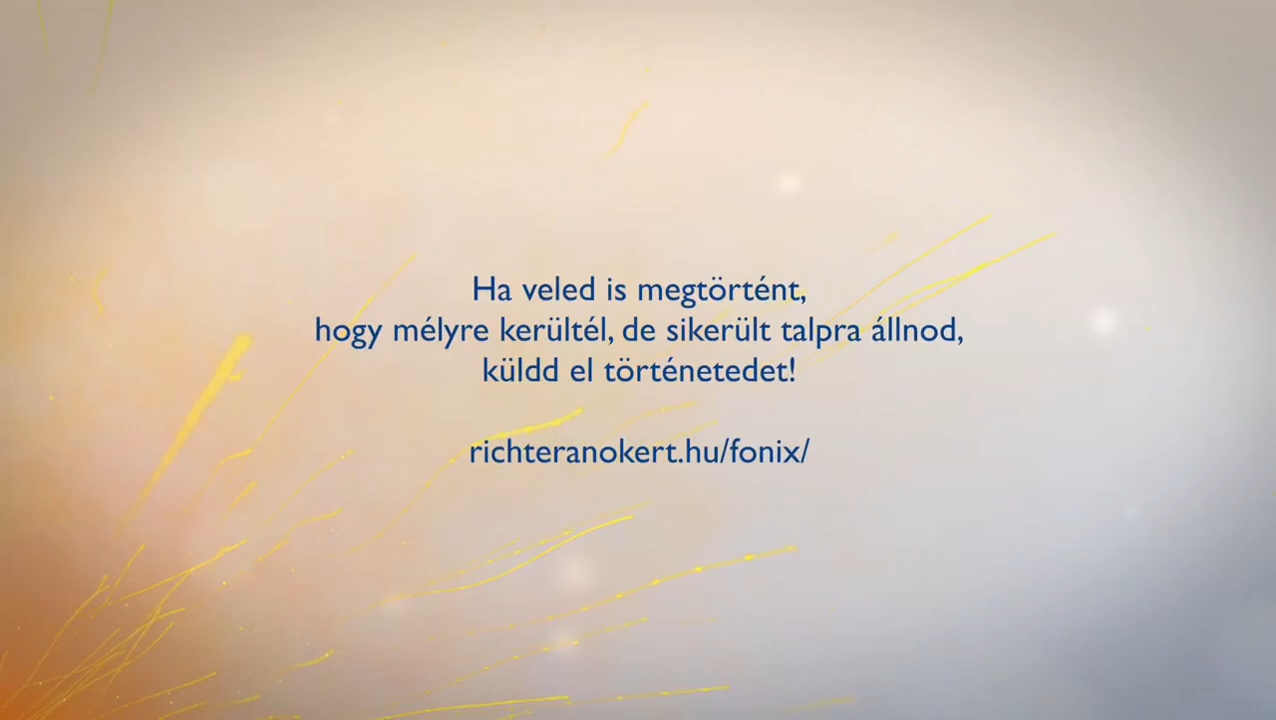 Ha veled is megtörtént,
hogy mélyre kerültél, de sikerült talpra állnod,
küldd el történetedet!
richteranokert.hu/fonix/